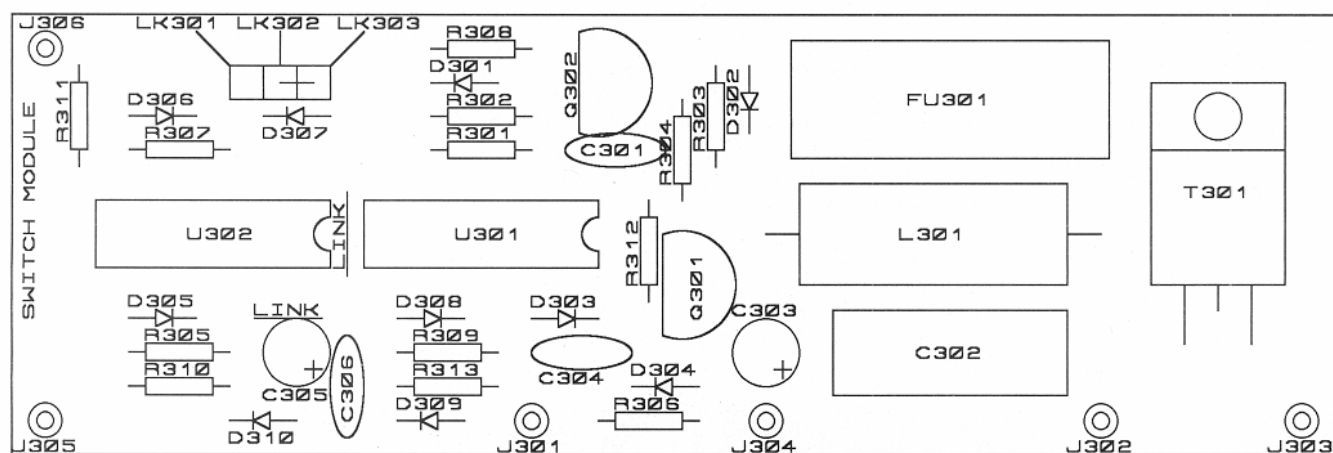 J306
LK301
LK302
LK303
R308
D301
R302
R301
Q302
C301
R304
R303
D302
FU301
T301
R311
D306
R307
D307
SWITCH MODULE
U302
LINK
U301
R312
Q301
L301
D305
LINK
R305
R310
C305
C306
D310
D308
R309
R313
D309
D303
C304
D304
R306
C303
C302
J305
J301
J304
J302
J303